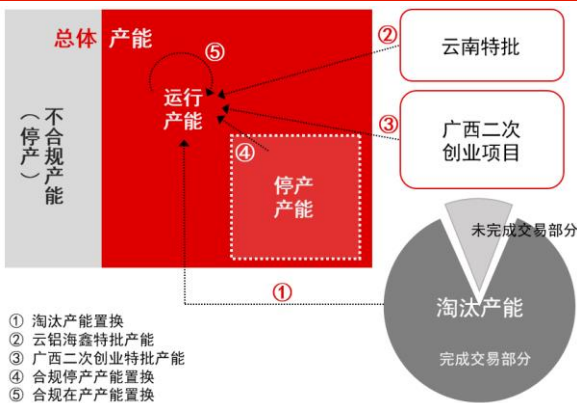 总体 产能
不合规产能
（停产）
⑤
运行
产能
④
停产
产能
②
云南特批
③
广西二次
创业项目
①
未完成交易部分
淘汰产能
完成交易部分
① 淘汰产能置换
② 云铝海鑫特批产能
③ 广西二次创业特批产能
④ 合规停产产能置换
⑤ 合规在产产能置换